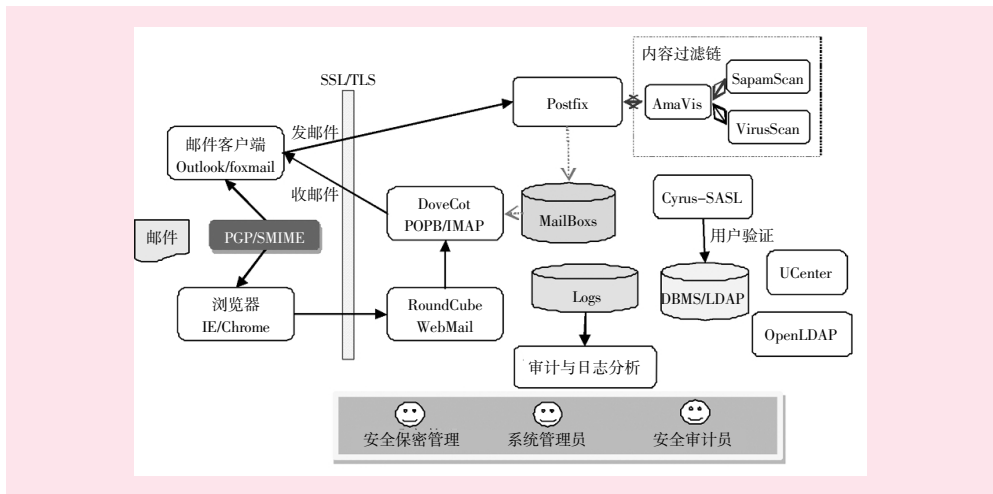 内容过滤链
SapamScan
SSL/TLS
Postfix
AmaVis
VirusScan
发邮件
邮件客户端
Outlook/foxmail
收邮件
DoveCot
POPB/IMAP
MailBoxs
Cyrus-SASL
邮件
PGP/SMIME
用户验证
UCenter
浏览器
IE/Chrome
RoundCube
WebMail
Logs
DBMS/LDAP
OpenLDAP
审计与日志分析
安全保密管理
系统管理员
安全审计员